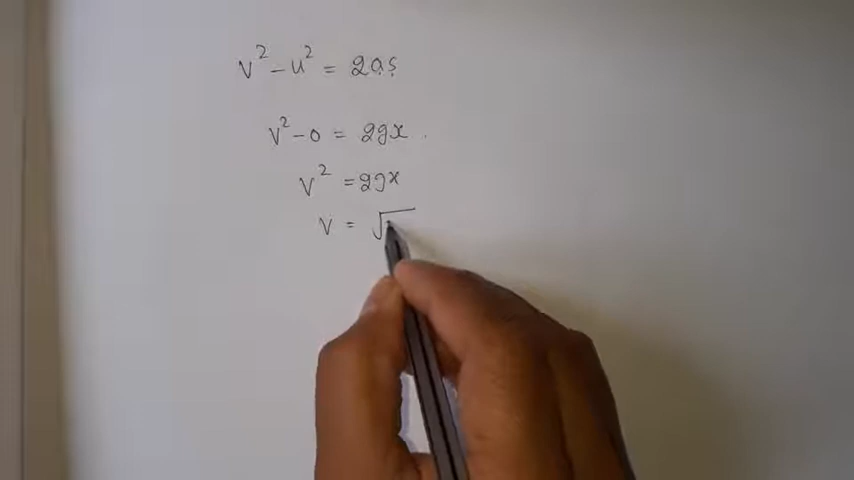 v² - u² = 2as
v² - 0 = 2gx
v² = 2gx
v = √